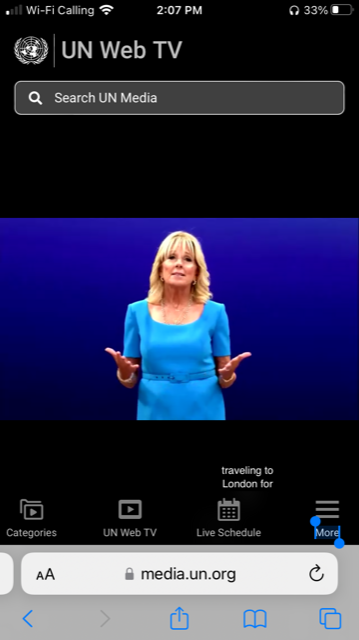 Wi-Fi Calling
2:07 PM
33%
UN Web TV
Search UN Media
traveling to
London for
Categories
UN Web TV
Live Schedule
More
AA
media.un.org